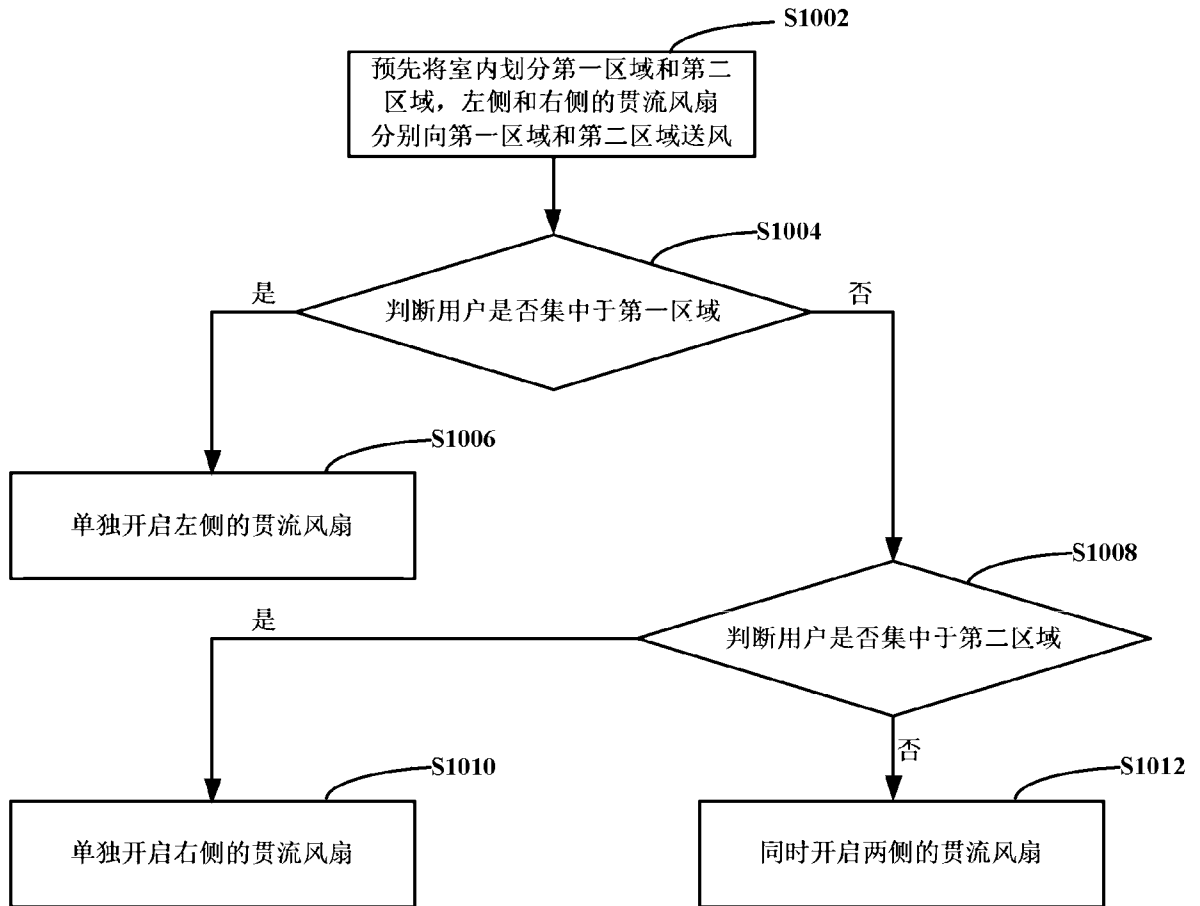 S1002
预先将室内划分第一区域和第二
区域，左侧和右侧的贯流风扇
分别向第一区域和第二区域送风
S1004
是
判断用户是否集中于第一区域
否
S1006
单独开启左侧的贯流风扇
S1008
是
判断用户是否集中于第二区域
否
S1010
单独开启右侧的贯流风扇
S1012
同时开启两侧的贯流风扇